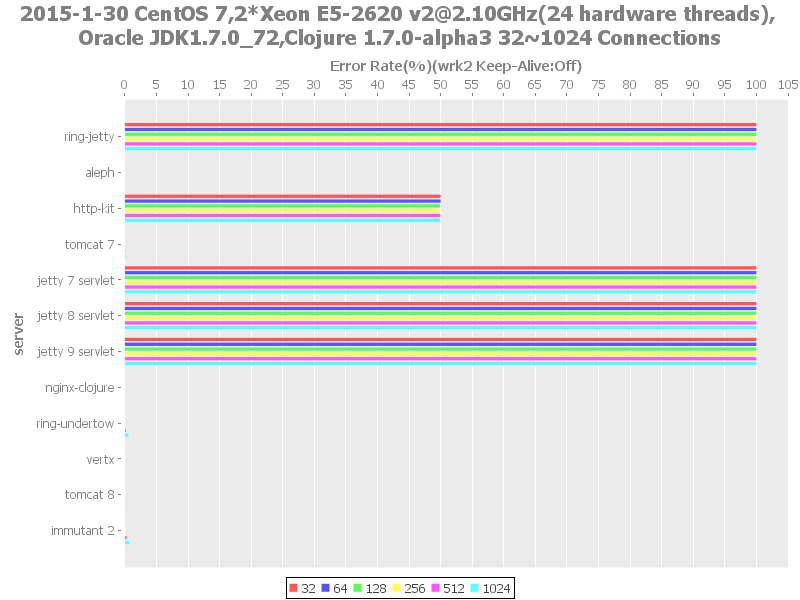 2015-1-30 CentOS 7,2*Xeon E5-2620 v2@2.10GHz(24 hardware threads),
Oracle JDK1.7.0_72,Clojure 1.7.0-alpha3 32~1024 Connections
Error Rate(%)(wrk2 Keep-Alive:Off)
0 5 10 15 20 25 30 35 40 45 50 55 60 65 70 75 80 85 90 95 100 105
server
ring-jetty
aleph
http-kit
tomcat 7
jetty 7 servlet
jetty 8 servlet
jetty 9 servlet
nginx-clojure
ring-undertow
vertx
tomcat 8
immutant 2
32 64 128 256 512 1024